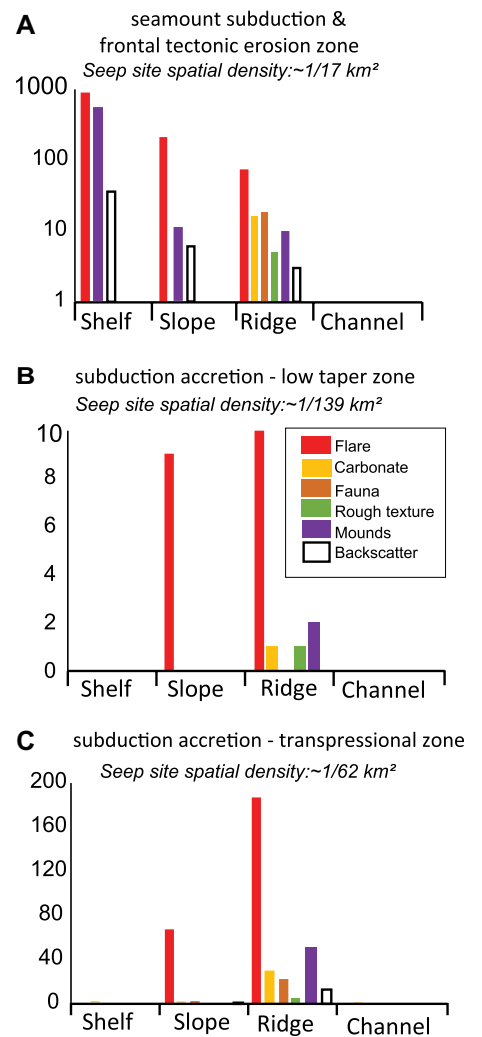 A
seamount subduction &
frontal tectonic erosion zone
Seep site spatial density:~1/17 km²
1000
100
10
1
Shelf Slope Ridge Channel
B
subduction accretion - low taper zone
Seep site spatial density:~1/139 km²
10
8
6
4
2
0
Flare
Carbonate
Fauna
Rough texture
Mounds
Backscatter
Shelf Slope Ridge Channel
C
subduction accretion - transpressional zone
Seep site spatial density:~1/62 km²
200
160
120
80
40
0
Shelf Slope Ridge Channel